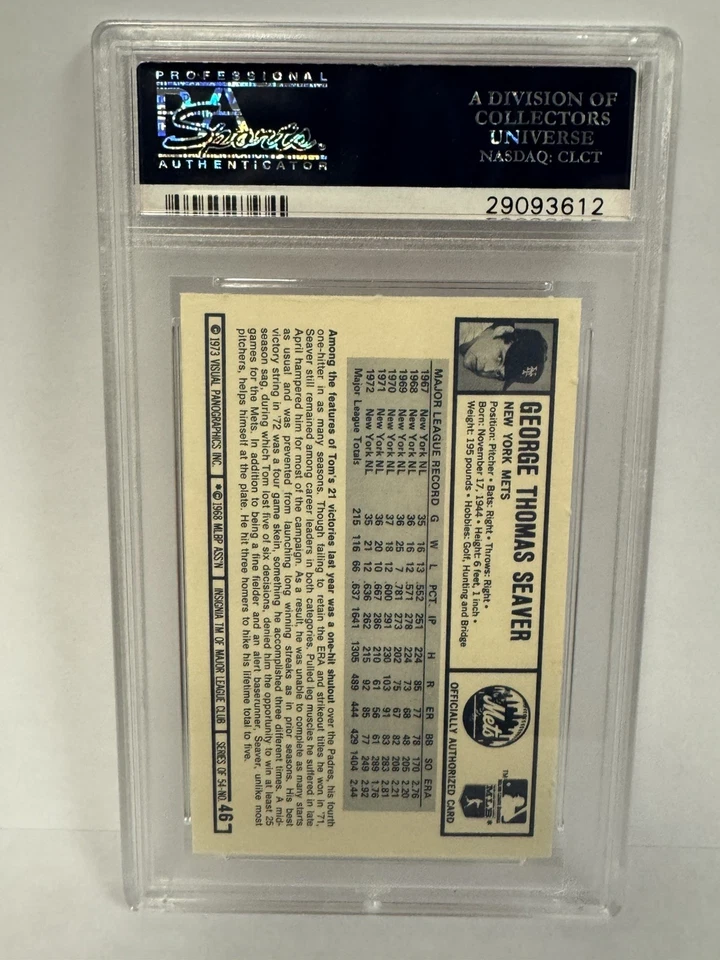 PROFESSIONAL
PSA
Sports
AUTHENTICATOR
A DIVISION OF
COLLECTORS
UNIVERSE
NASDAQ: CLCT
29093612
GEORGE THOMAS SEAVER
NEW YORK METS
Position: Pitcher • Bats: Right • Throws: Right •
Born: November 17, 1944 • Height: 6 feet, 1 inch •
Weight: 195 pounds • Hobbies: Golf, Hunting and Bridge
Mets
TM
MLB*
OFFICIALLY AUTHORIZED CARD
MAJOR LEAGUE RECORD G W L PCT. IP H R ER BB SO ERA
1967 New York NL 35 16 13 .552 251 224 85 77 78 170 2.76
1968 New York NL 36 16 12 .571 278 224 73 68 48 205 2.20
1969 New York NL 36 25 7 .781 273 202 75 67 82 208 2.21
1970 New York NL 37 18 12 .600 291 230 103 91 83 283 2.81
1971 New York NL 36 20 10 .667 286 210 61 56 61 289 1.76
1972 New York NL 35 21 12 .636 262 215 92 85 77 249 2.92
Major League Totals 215 116 66 .637 1641 1305 489 444 429 1404 2.44
Among the features of Tom's 21 victories last year was a one-hit shutout over the Padres, his fourth
one-hitter in as many seasons. Though failing to retain the ERA and strikeout titles he won in '71,
Seaver still remained among career leaders in both categories. Pulled leg muscles he suffered in late
April hampered him for most of the campaign. As a result, he was unable to complete as many starts
as usual and was prevented from launching long winning streaks as in prior seasons. His best
victory string in '72 was a four game skein, something he accomplished three different times. A mid-
season sag, during which Tom lost five of six decisions, denied him the opportunity to win at least 25
games for the Mets. In addition to being a fine fielder and an alert baserunner, Seaver, unlike most
pitchers, helps himself at the plate. He hit three homers to hike his lifetime total to five.
© 1973 VISUAL PANOGRAPHICS INC. *© 1968 MLBP ASS'N INSIGNIA TM OF MAJOR LEAGUE CLUB SERIES OF 54-NO. 46